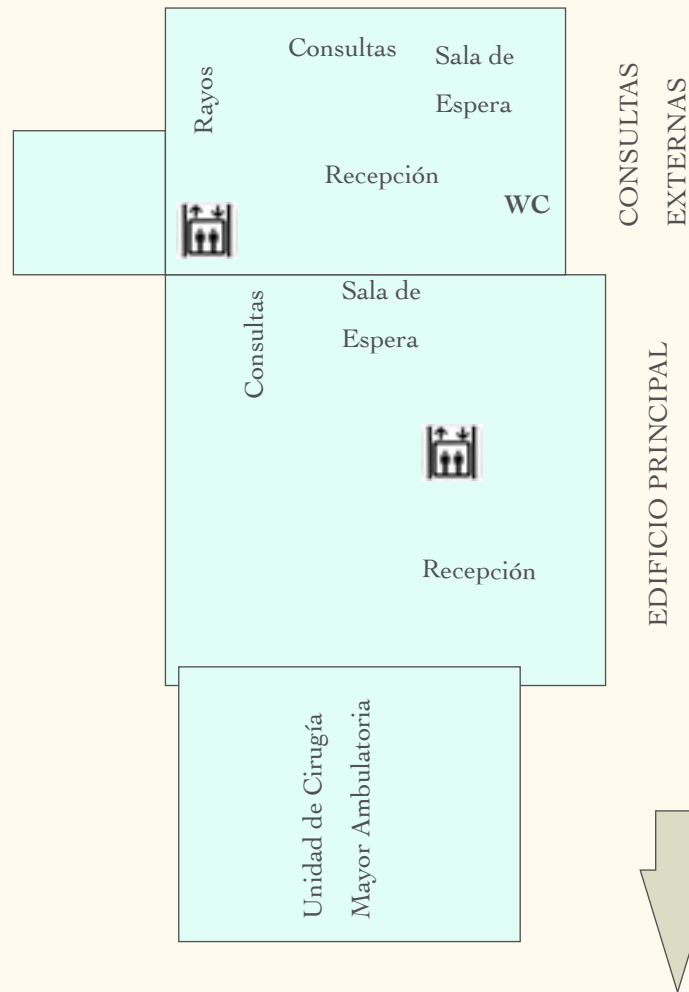 Consultas
Sala de
Espera
Rayos
Recepción
WC
CONSULTAS
EXTERNAS
Sala de
Espera
Consultas
Recepción
EDIFICIO PRINCIPAL
Unidad de Cirugía
Mayor Ambulatoria